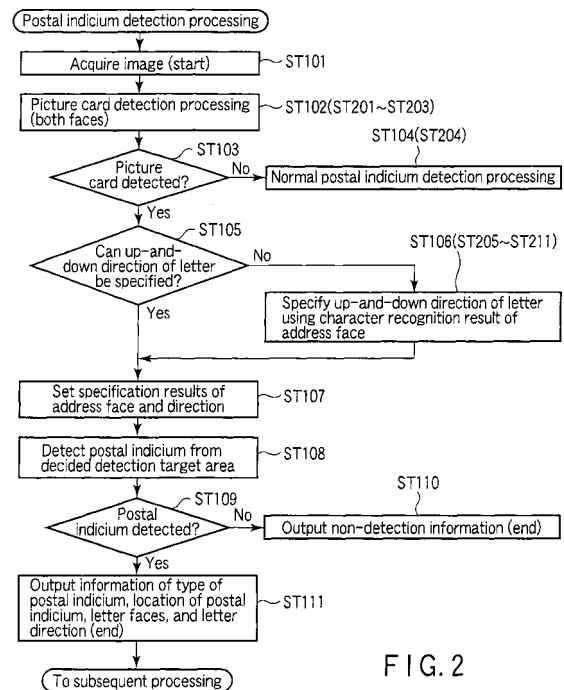 Postal indicium detection processing
Acquire image (start)
ST101
Picture card detection processing
(both faces)
ST102(ST201~ST203)
ST103
Picture
card detected?
No
ST104(ST204)
Normal postal indicium detection processing
Yes
ST105
Can up-and-
down direction of letter
be specified?
No
ST106(ST205~ST211)
Specify up-and-down direction of letter
using character recognition result of
address face
Yes
Set specification results of
address face and direction
ST107
Detect postal indicium from
decided detection target area
ST108
ST109
Postal
indicium detected?
No
ST110
Output non-detection information (end)
Yes
Output information of type of
postal indicium, location of postal
indicium, letter faces, and letter
direction (end)
ST111
To subsequent processing
FIG. 2